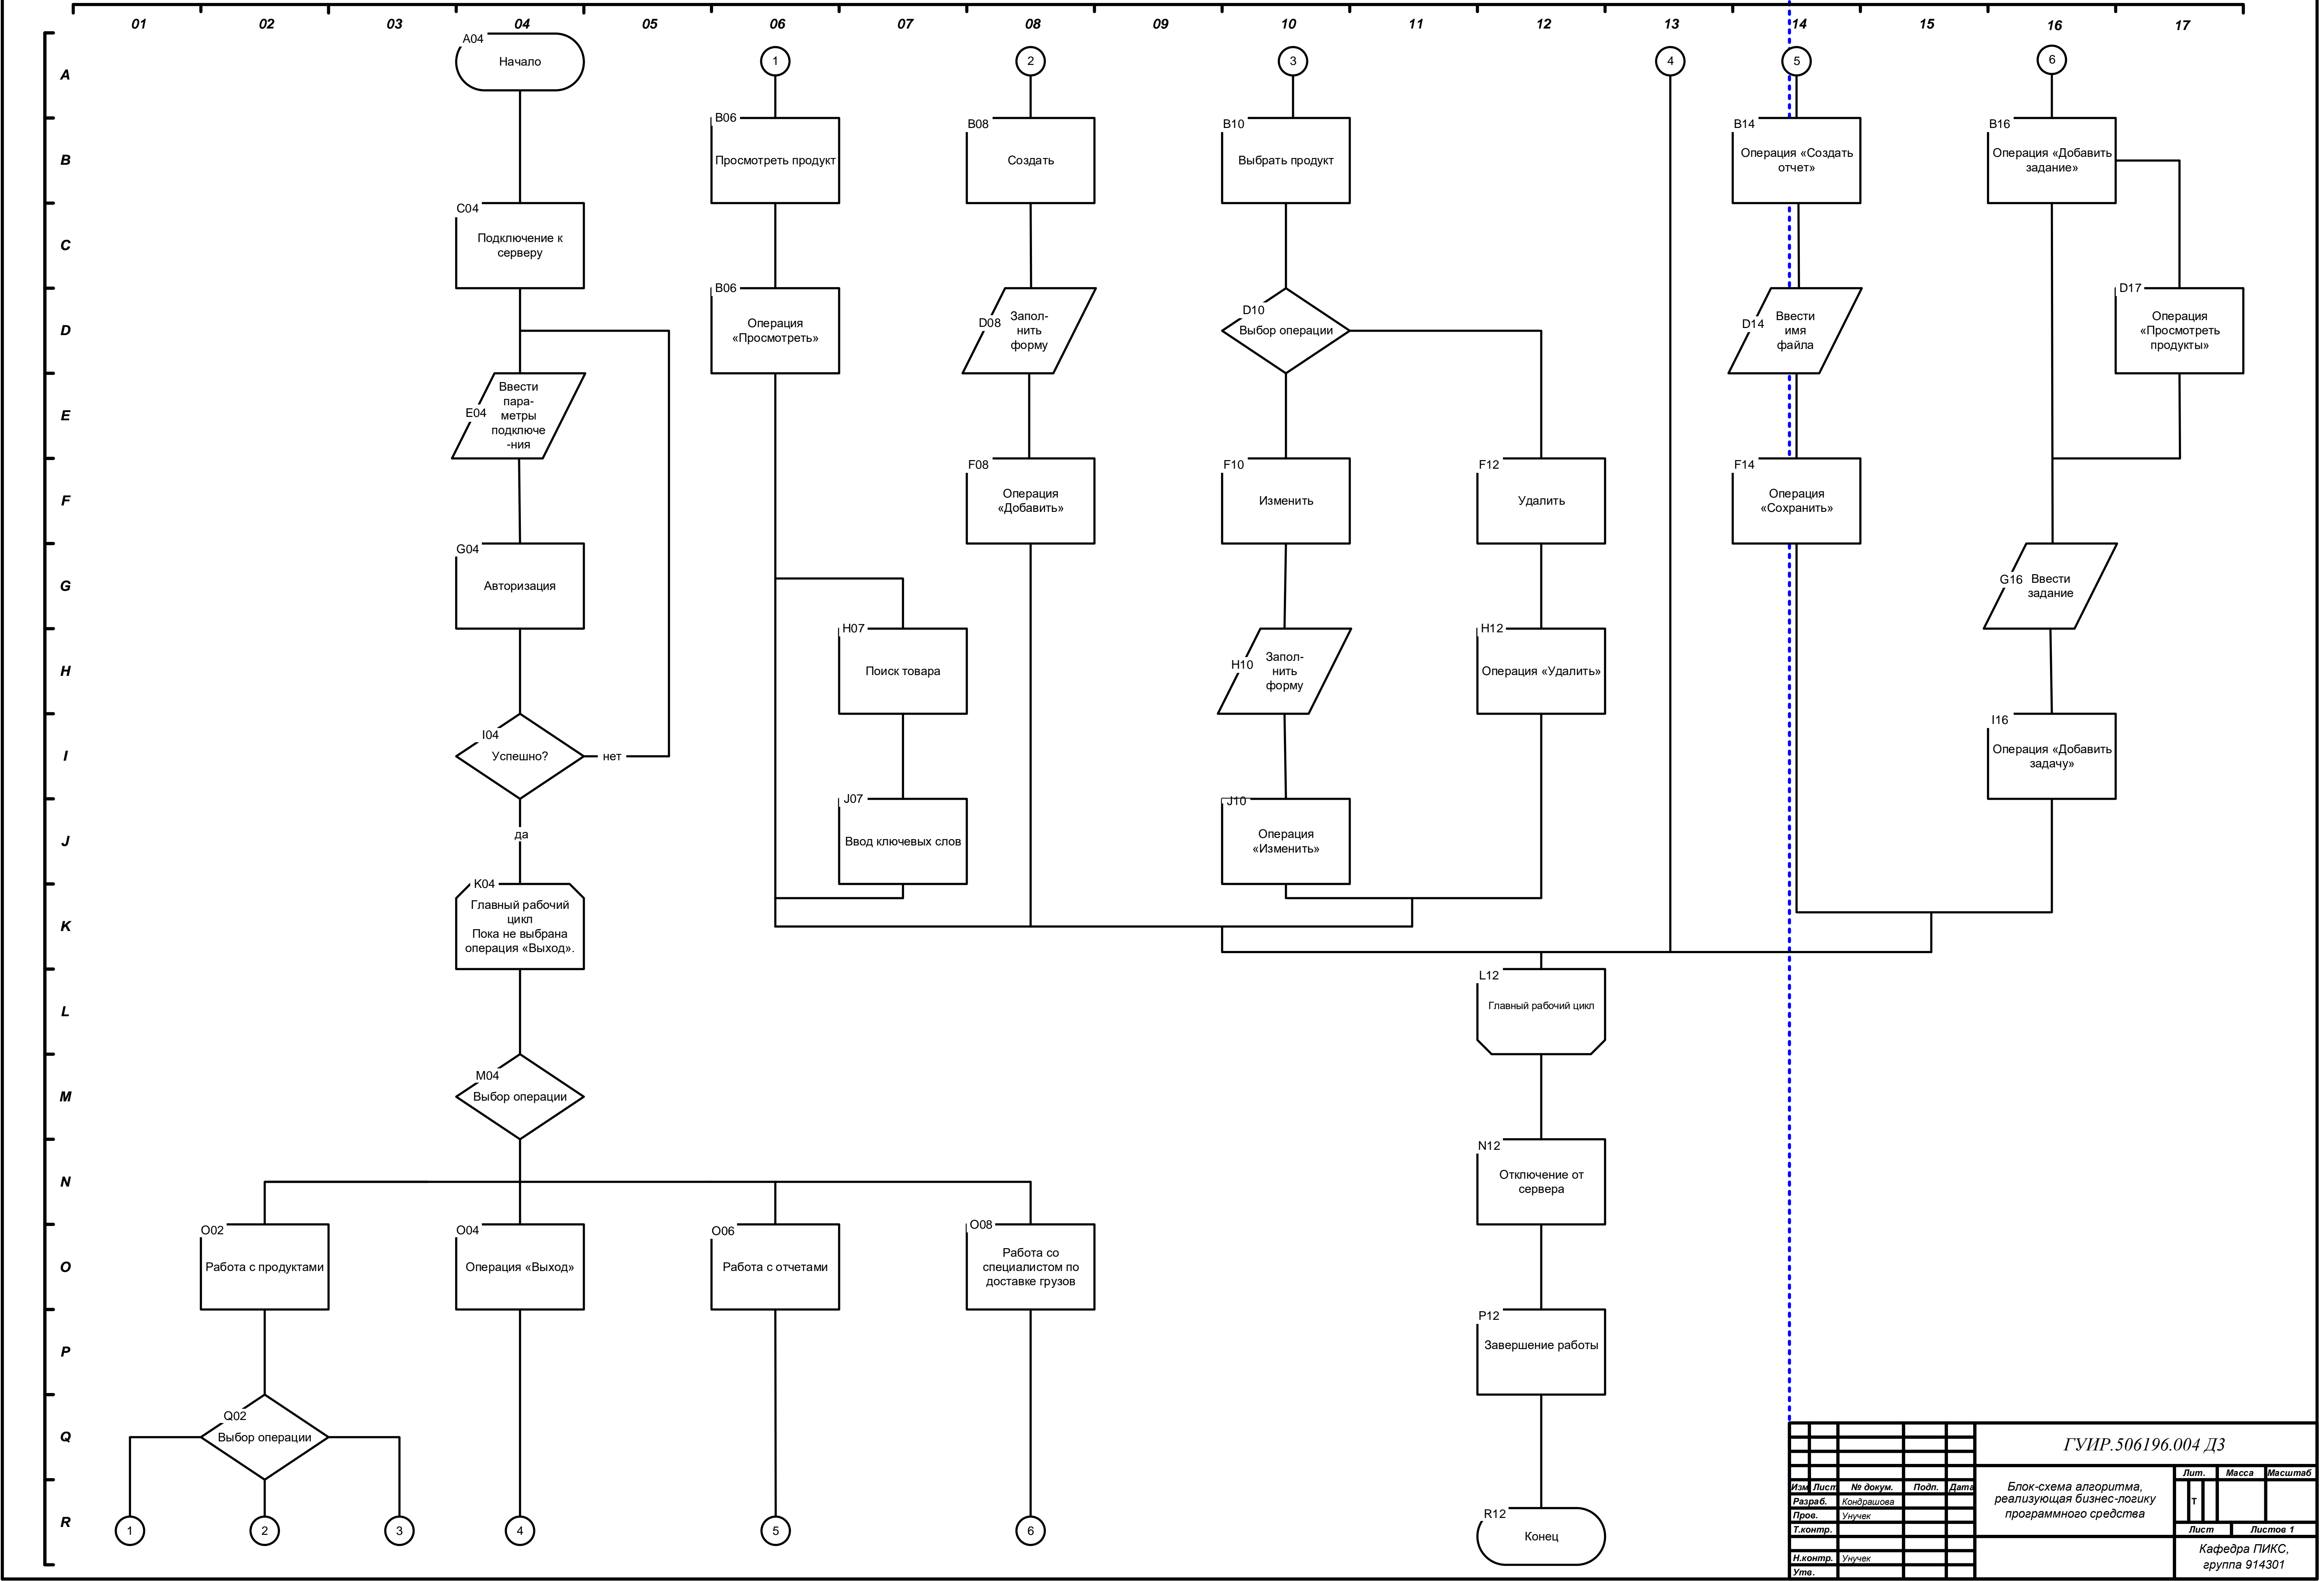 01 02 03 04 05 06 07 08 09 10 11 12 13 14 15 16 17
A
B
C
D
E
F
G
H
I
J
K
L
M
N
O
P
Q
R
A04
Начало
C04
Подключение к
серверу
E04
Ввести
пара-
метры
подключе
-ния
G04
Авторизация
I04
Успешно?
нет
да
K04
Главный рабочий
цикл
Пока не выбрана
операция «Выход».
M04
Выбор операции
O02
Работа с продуктами
O04
Операция «Выход»
O06
Работа с отчетами
O08
Работа со
специалистом по
доставке грузов
Q02
Выбор операции
1
2
3
4
5
6
1
B06
Просмотреть продукт
B06
Операция
«Просмотреть»
H07
Поиск товара
J07
Ввод ключевых слов
2
B08
Создать
D08
Запол-
нить
форму
F08
Операция
«Добавить»
3
B10
Выбрать продукт
D10
Выбор операции
F10
Изменить
H10
Запол-
нить
форму
J10
Операция
«Изменить»
F12
Удалить
H12
Операция «Удалить»
4
5
B14
Операция «Создать
отчет»
D14
Ввести
имя
файла
F14
Операция
«Сохранить»
6
B16
Операция «Добавить
задание»
D17
Операция
«Просмотреть
продукты»
G16
Ввести
задание
I16
Операция «Добавить
задачу»
L12
Главный рабочий цикл
N12
Отключение от
сервера
P12
Завершение работы
R12
Конец
ГУИР.506196.004 Д3
Изм Лист № докум. Подп. Дата
Разраб. Кондрашова
Пров. Унучек
Т.контр.
Н.контр. Унучек
Утв.
Блок-схема алгоритма,
реализующая бизнес-логику
программного средства
Лит. Масса Масштаб
Т
Лист Листов 1
Кафедра ПИКС,
группа 914301